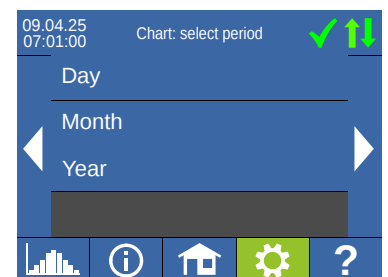 09.04.25
07:01:00
Chart: select period
Day
Month
Year
?